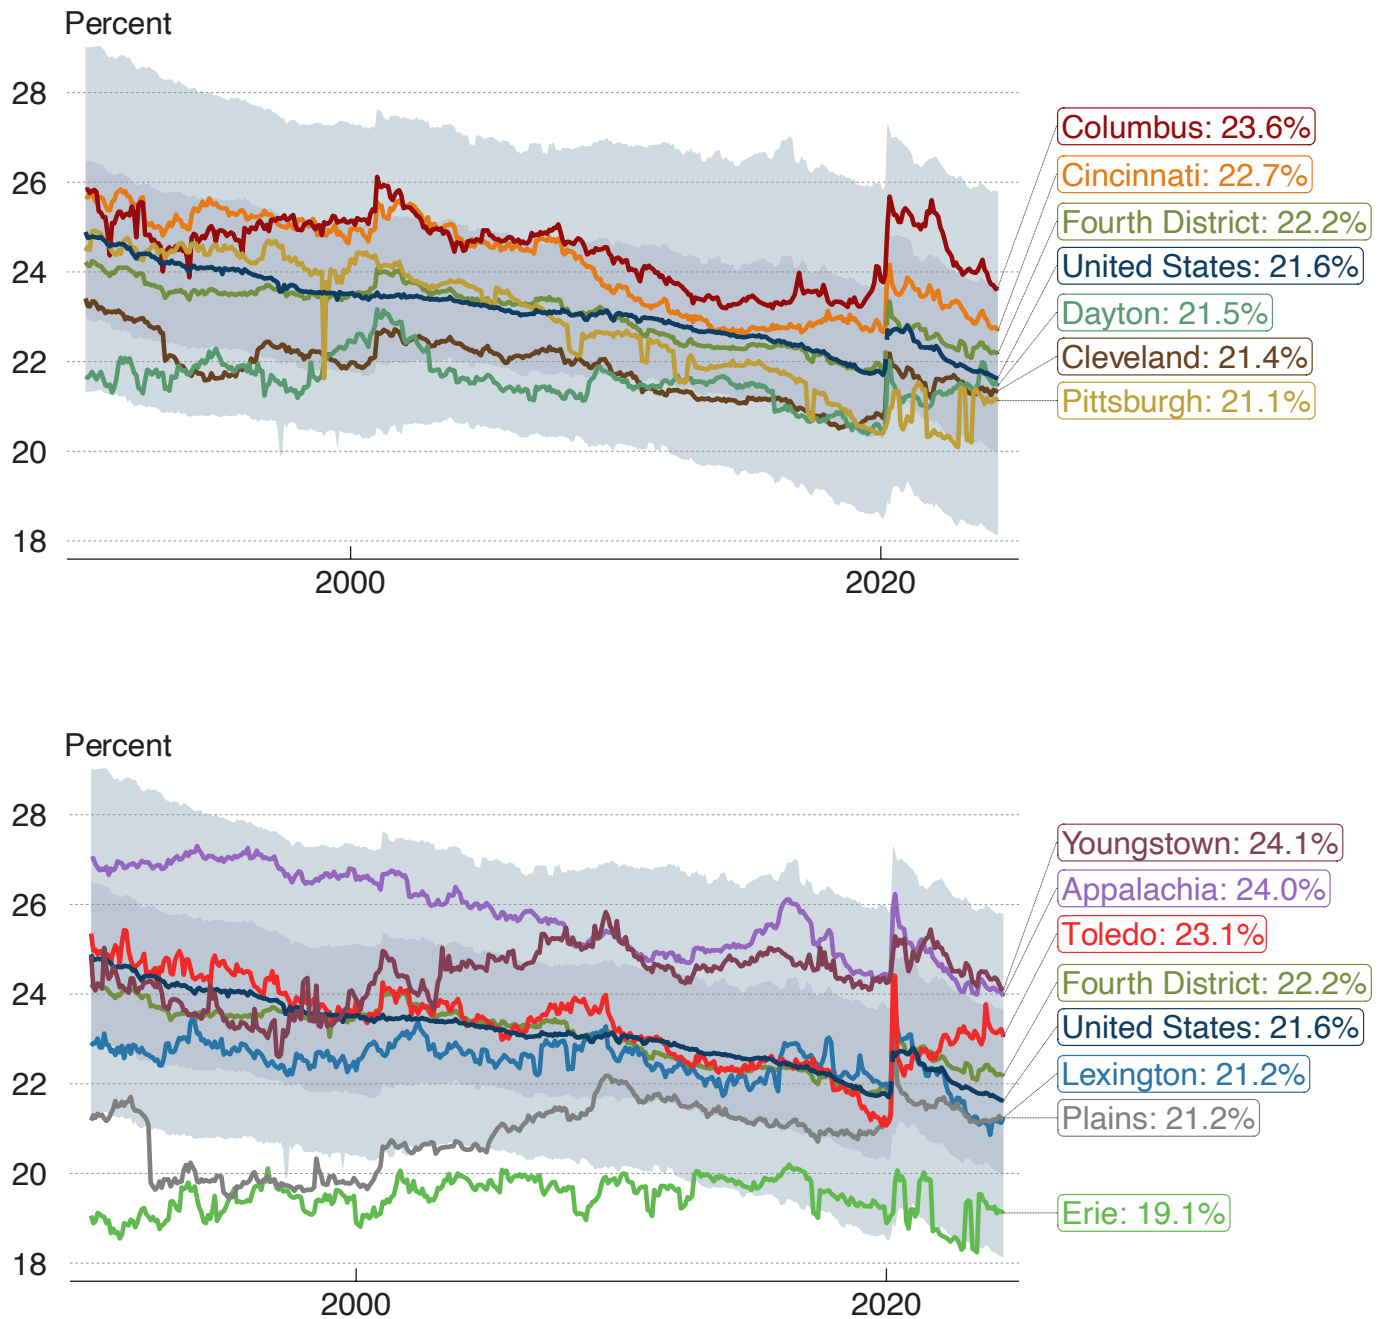 Percent
28
26
24
22
20
18
2000
2020
Columbus: 23.6%
Cincinnati: 22.7%
Fourth District: 22.2%
United States: 21.6%
Dayton: 21.5%
Cleveland: 21.4%
Pittsburgh: 21.1%
Percent
28
26
24
22
20
18
2000
2020
Youngstown: 24.1%
Appalachia: 24.0%
Toledo: 23.1%
Fourth District: 22.2%
United States: 21.6%
Lexington: 21.2%
Plains: 21.2%
Erie: 19.1%